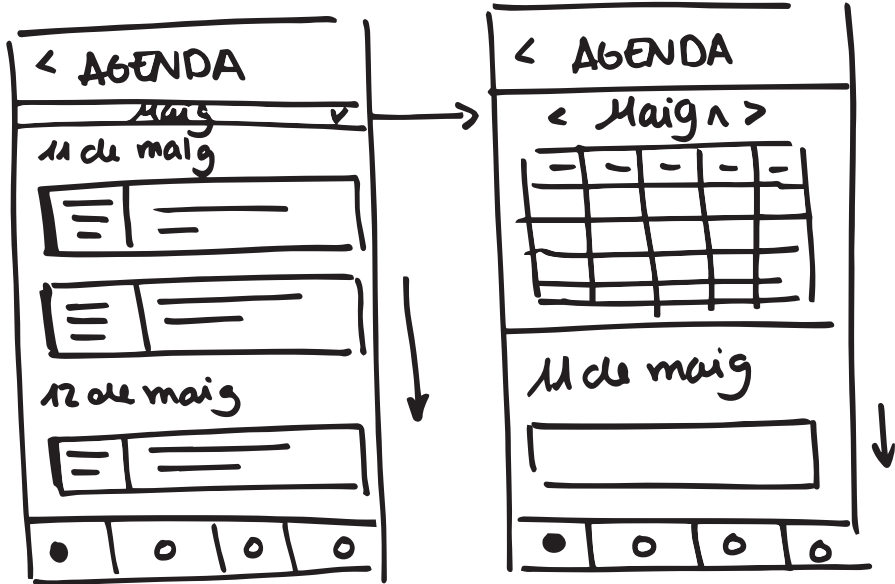 < AGENDA
Maig
11 de maig
12 de maig
< AGENDA
< Maig ^ >
11 de maig